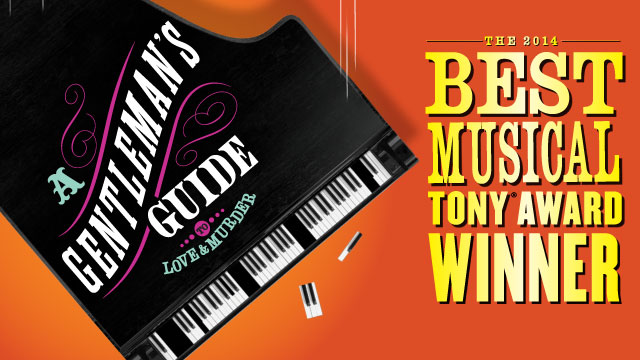 A
GENTLEMAN'S
GUIDE
TO
LOVE & MURDER
THE 2014
BEST
MUSICAL
TONY® AWARD
WINNER